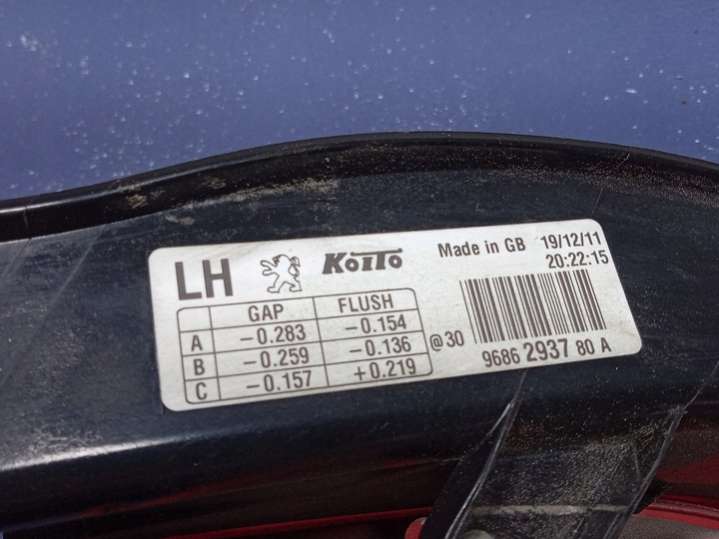 LH KOITO Made in GB 19/12/11
20:22:15
GAP FLUSH
A -0.283 -0.154
B -0.259 -0.136
C -0.157 +0.219
@30
9686 2937 80 A